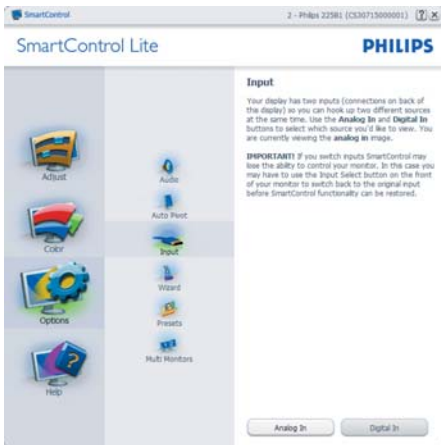 SmartControl
2 - Philips 225B1 (CS30715000001)
SmartControl Lite
PHILIPS
Adjust
Color
Options
Help
Audio
Auto Pivot
Input
Wizard
Presets
Multi Monitors
Input
Your display has two inputs (connections on back of
this display) so you can hook up two different sources
at the same time. Use the Analog In and Digital In
buttons to select which source you'd like to view. You
are currently viewing the analog in image.
IMPORTANT! If you switch inputs SmartControl may
lose the ability to control your monitor. In this case you
may have to use the Input Select button on the front
of your monitor to switch back to the original input
before SmartControl functionality can be restored.
Analog In
Digital In